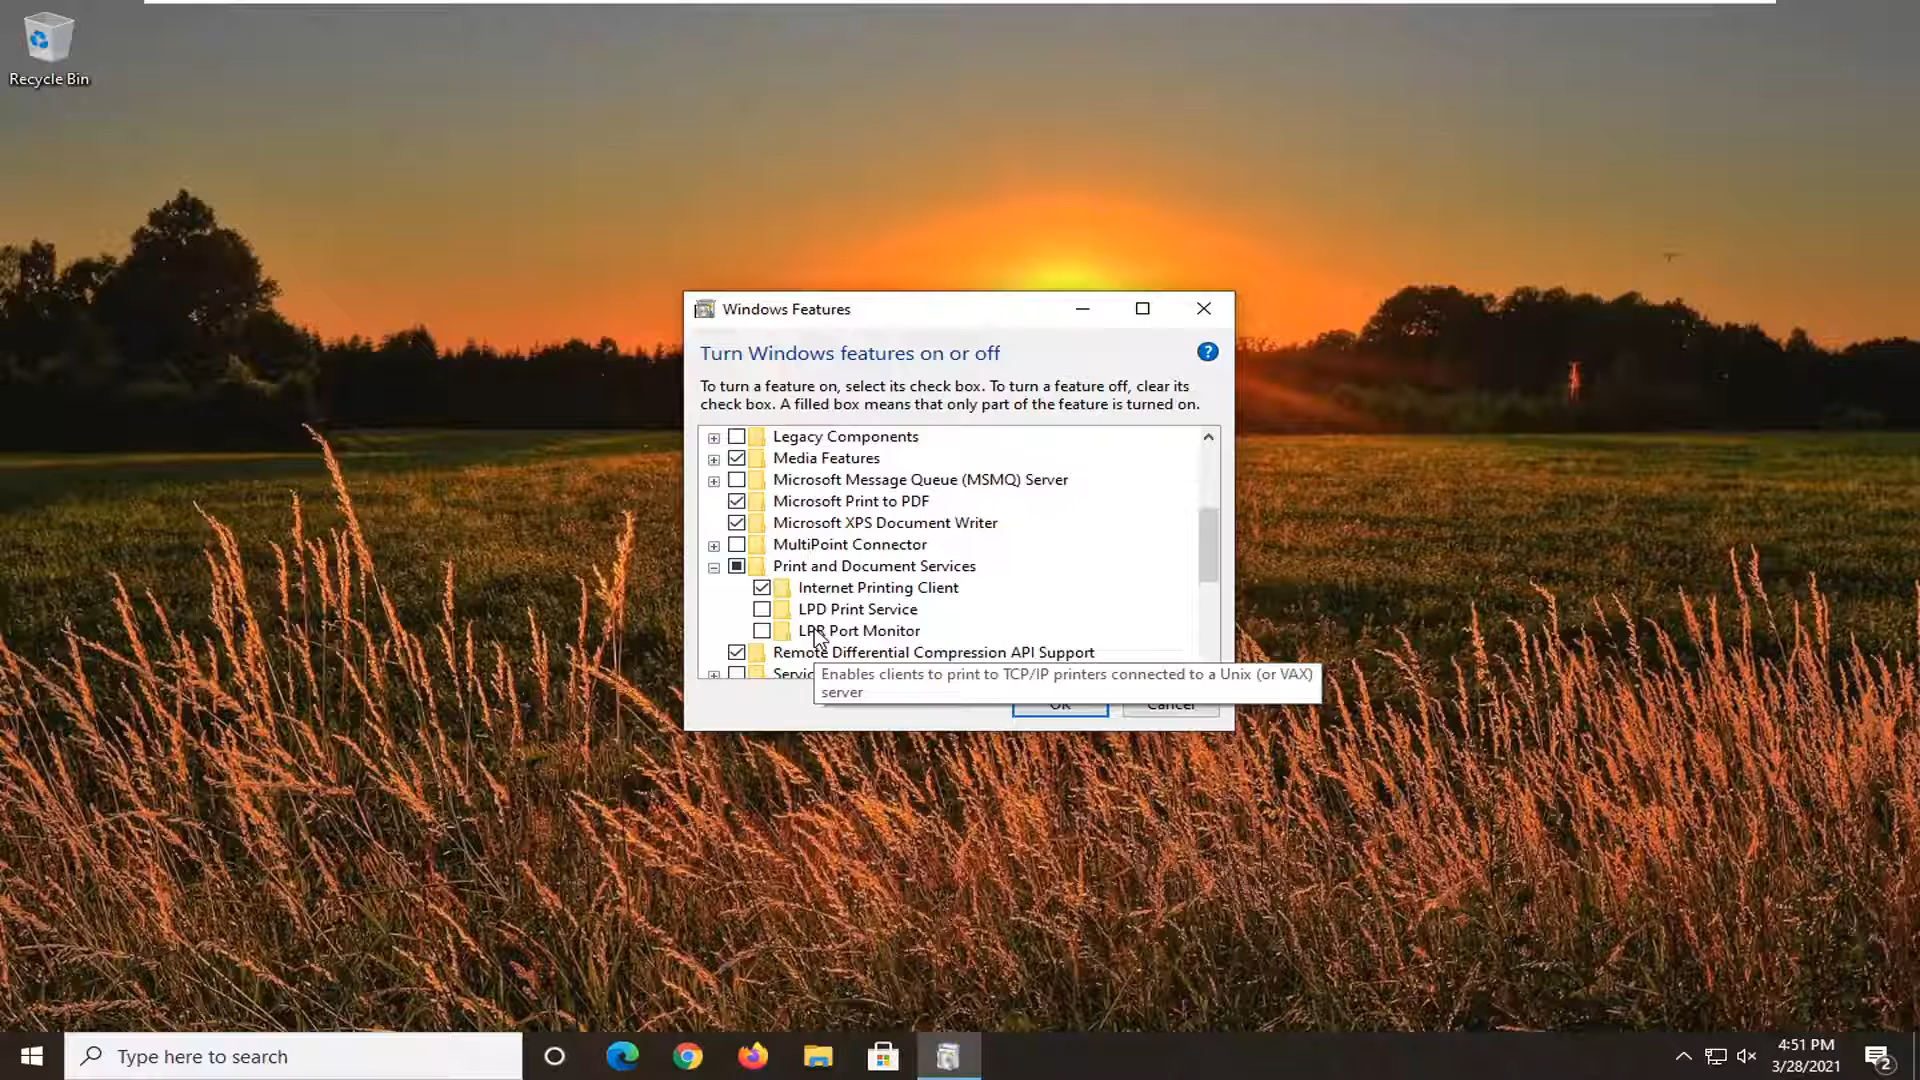 Recycle Bin
Windows Features
Turn Windows features on or off
?
To turn a feature on, select its check box. To turn a feature off, clear its
check box. A filled box means that only part of the feature is turned on.
Legacy Components
Media Features
Microsoft Message Queue (MSMQ) Server
Microsoft Print to PDF
Microsoft XPS Document Writer
MultiPoint Connector
Print and Document Services
Internet Printing Client
LPD Print Service
LPR Port Monitor
Remote Differential Compression API Support
Servic
Enables clients to print to TCP/IP printers connected to a Unix (or VAX)
server
OK
Cancel
Type here to search
4:51 PM
3/28/2021
2